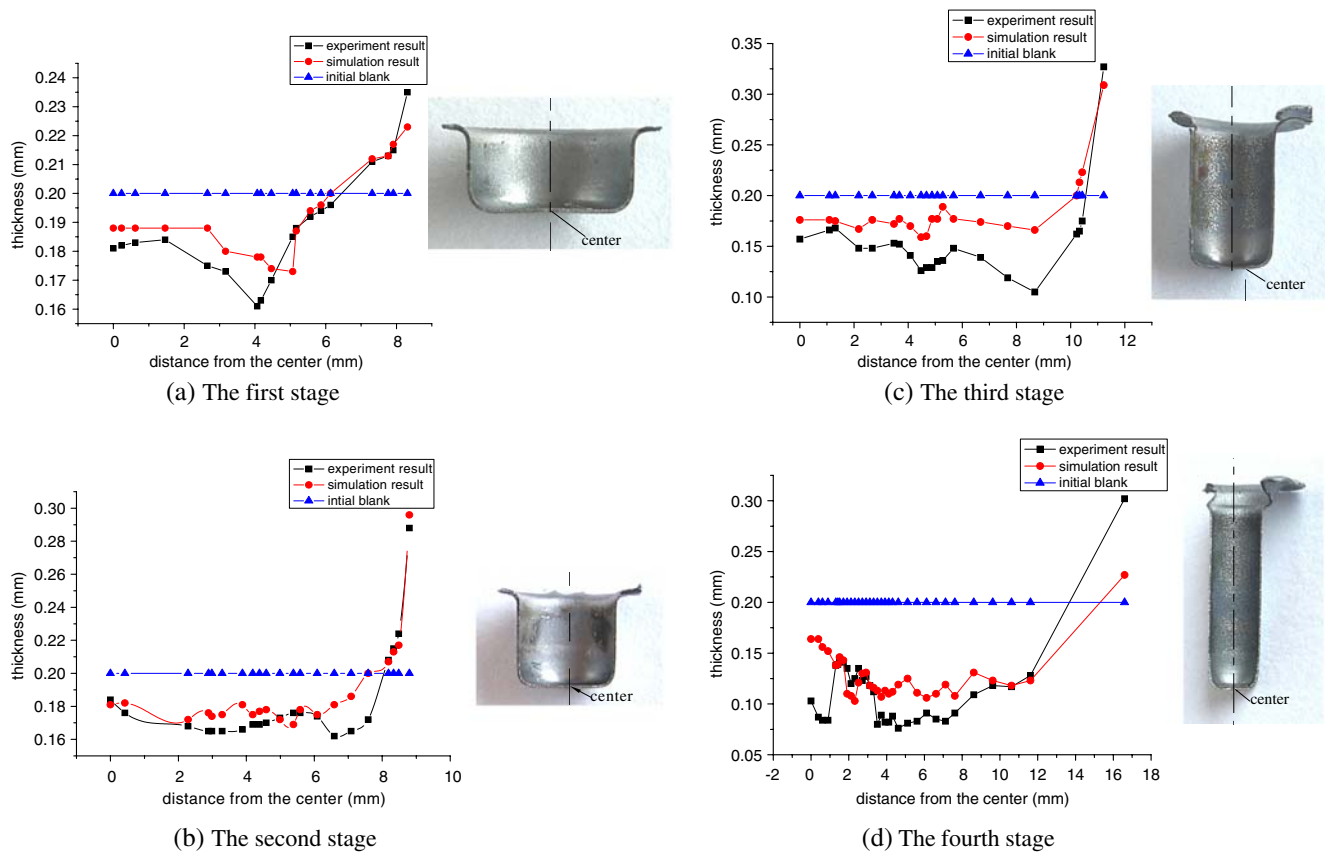 experiment result
simulation result
initial blank
0.24
0.23
0.22
0.21
0.20
0.19
0.18
0.17
0.16
thickness (mm)
0 2 4 6 8
distance from the center (mm)
center
(a) The first stage
experiment result
simulation result
initial blank
0.35
0.30
0.25
0.20
0.15
0.10
thickness (mm)
0 2 4 6 8 10 12
distance from the center (mm)
center
(c) The third stage
experiment result
simulation result
intial blank
0.30
0.28
0.26
0.24
0.22
0.20
0.18
0.16
thickness (mm)
0 2 4 6 8 10
distance from the center (mm)
center
(b) The second stage
experiment result
simulation result
initial blank
0.30
0.25
0.20
0.15
0.10
0.05
thickness (mm)
-2 0 2 4 6 8 10 12 14 16 18
distance from the center (mm)
center
(d) The fourth stage